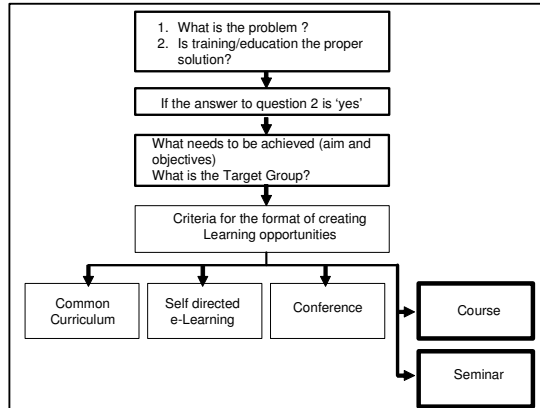 1. What is the problem ?
2. Is training/education the proper
solution?
If the answer to question 2 is ‘yes’
What needs to be achieved (aim and
objectives)
What is the Target Group?
Criteria for the format of creating
Learning opportunities
Common
Curriculum
Self directed
e-Learning
Conference
Course
Seminar